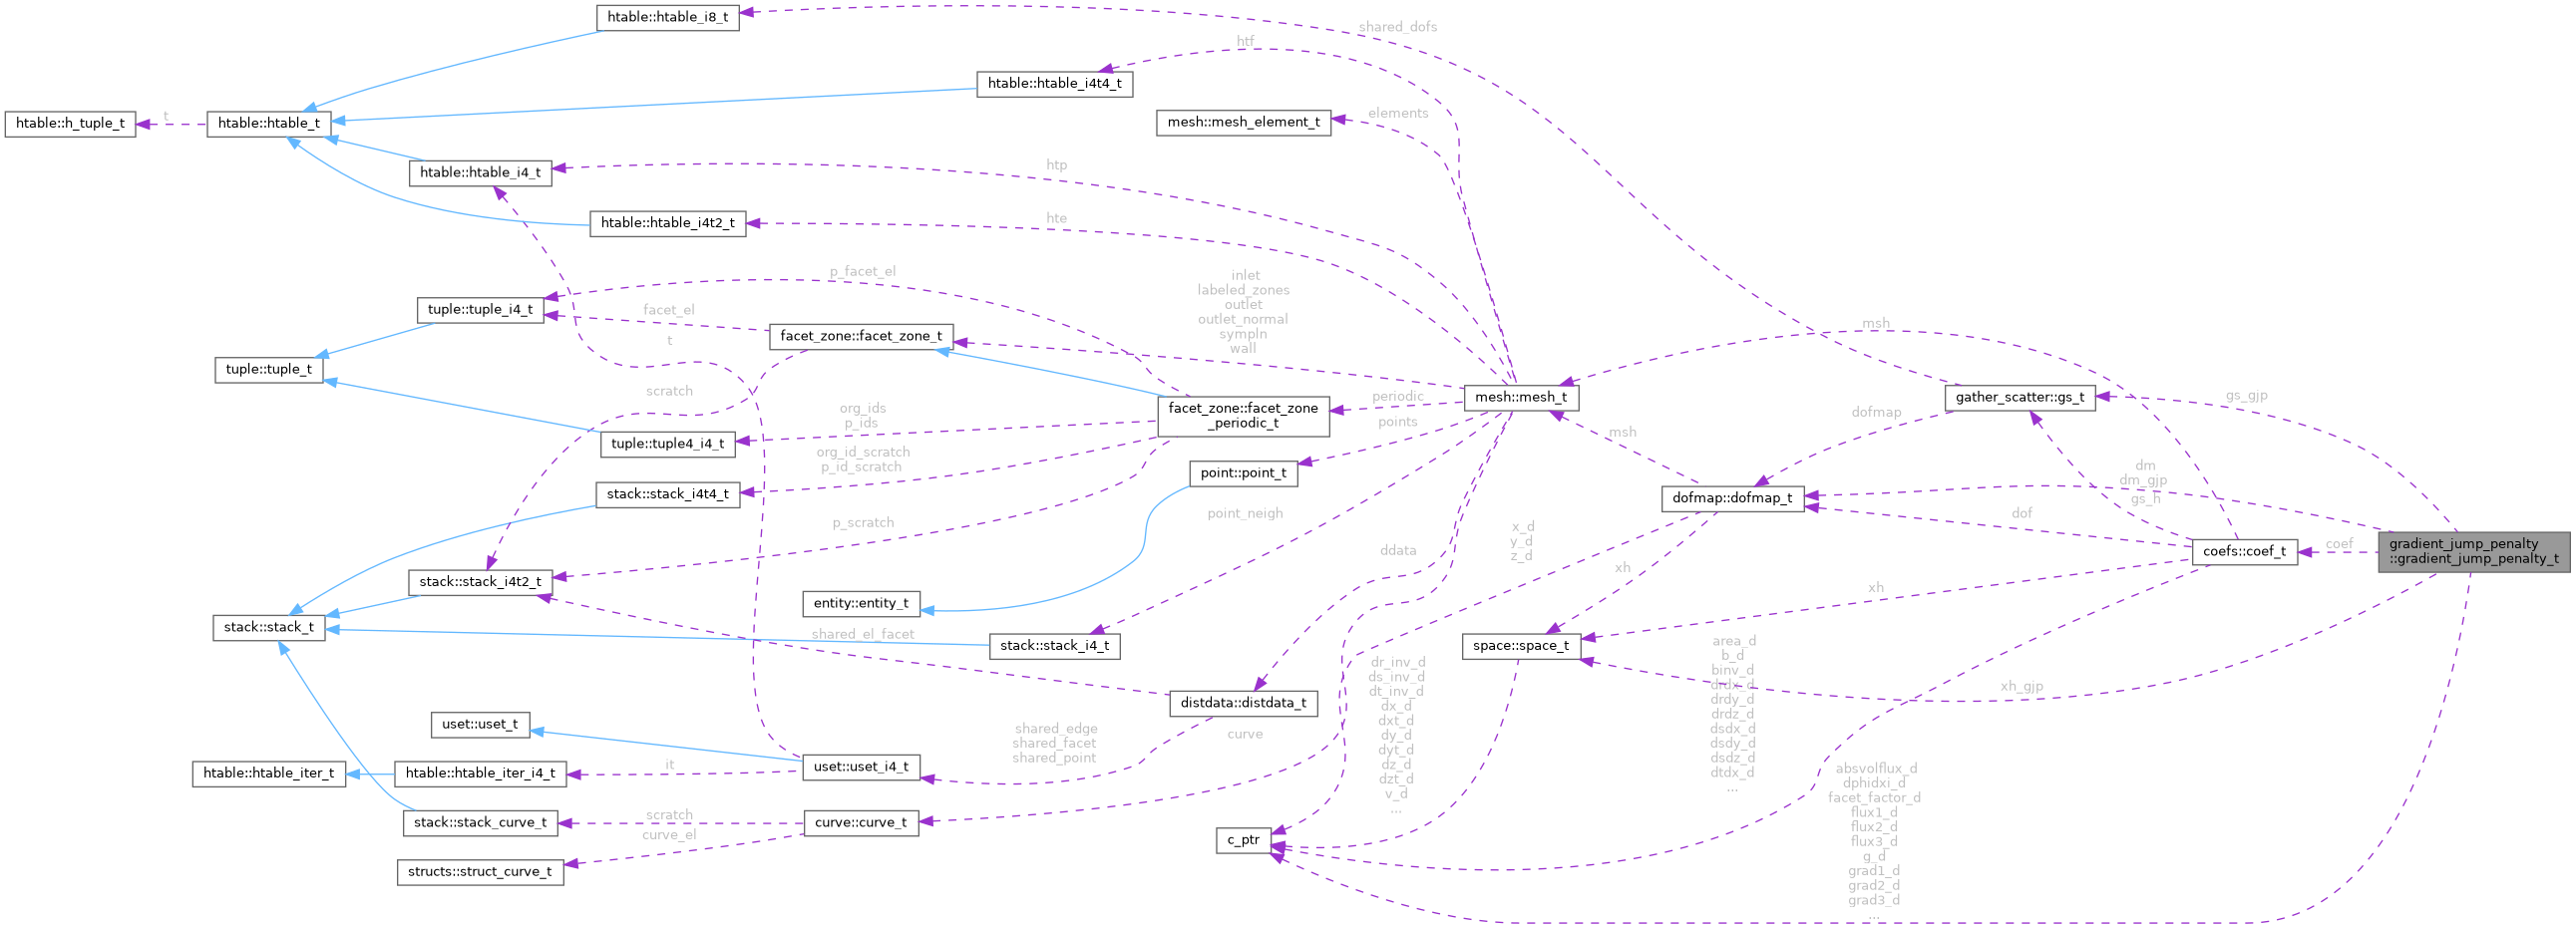 htable::htable_i8_t
shared_dofs
htf
htable::htable_i4t4_t
elements
htable::h_tuple_t
t
htable::htable_t
mesh::mesh_element_t
htp
htable::htable_i4_t
hte
htable::htable_i4t2_t
p_facet_el
inlet
labeled_zones
outlet
outlet_normal
sympln
wall
tuple::tuple_i4_t
facet_el
t
facet_zone::facet_zone_t
msh
tuple::tuple_t
scratch
org_ids
p_ids
facet_zone::facet_zone
_periodic_t
periodic
points
mesh::mesh_t
gather_scatter::gs_t
gs_gjp
dofmap
msh
tuple::tuple4_i4_t
org_id_scratch
p_id_scratch
point::point_t
stack::stack_i4t4_t
dofmap::dofmap_t
dm
dm_gjp
gs_h
dof
point_neigh
p_scratch
x_d
y_d
z_d
ddata
xh
coefs::coef_t
coef
gradient_jump_penalty
::gradient_jump_penalty_t
stack::stack_i4t2_t
xh
entity::entity_t
stack::stack_t
shared_el_facet
stack::stack_i4_t
space::space_t
xh_gjp
dr_inv_d
ds_inv_d
dt_inv_d
dx_d
dxt_d
dy_d
dyt_d
dz_d
dzt_d
v_d
...
area_d
b_d
binv_d
drdx_d
drdy_d
drdz_d
dsdx_d
dsdy_d
dsdz_d
dtdx_d
...
distdata::distdata_t
uset::uset_t
shared_edge
shared_facet
shared_point
curve
htable::htable_iter_t
htable::htable_iter_i4_t
it
uset::uset_i4_t
absvolflux_d
dphidxi_d
facet_factor_d
flux1_d
flux2_d
flux3_d
g_d
grad1_d
grad2_d
grad3_d
...
stack::stack_curve_t
scratch
curve_el
curve::curve_t
c_ptr
structs::struct_curve_t